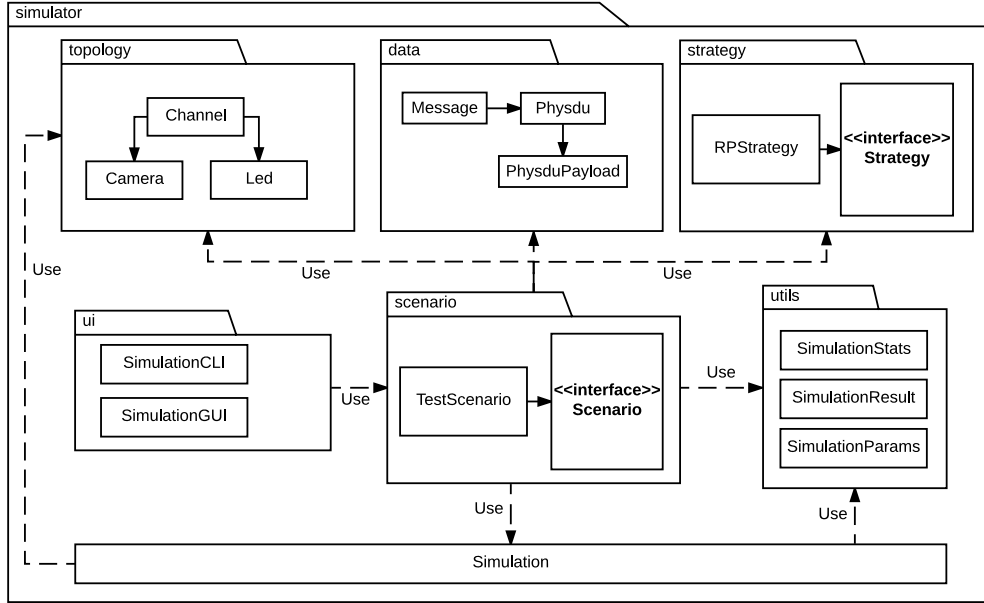 simulator
topology
data
strategy
Channel
Camera
Led
Message
Physdu
PhysduPayload
RPStrategy
<<interface>>
Strategy
Use
Use
Use
ui
SimulationCLI
SimulationGUI
Use
scenario
TestScenario
<<interface>>
Scenario
Use
utils
SimulationStats
SimulationResult
SimulationParams
Use
Use
Simulation